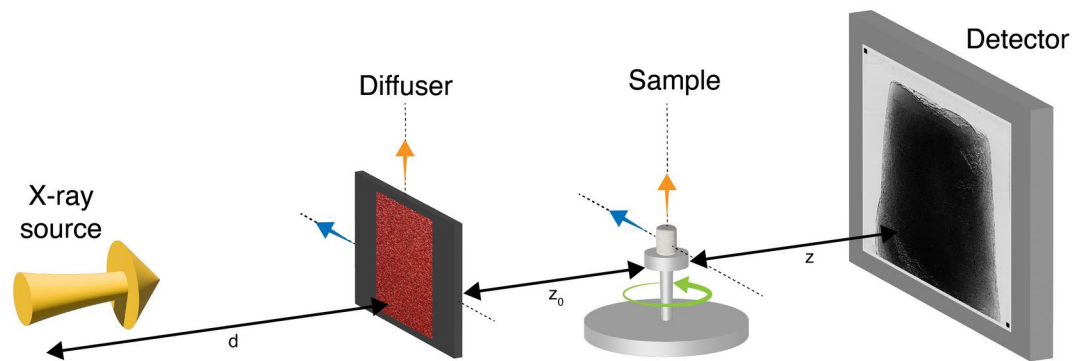 Detector
Sample
Diffuser
X-ray
source
z
z₀
d